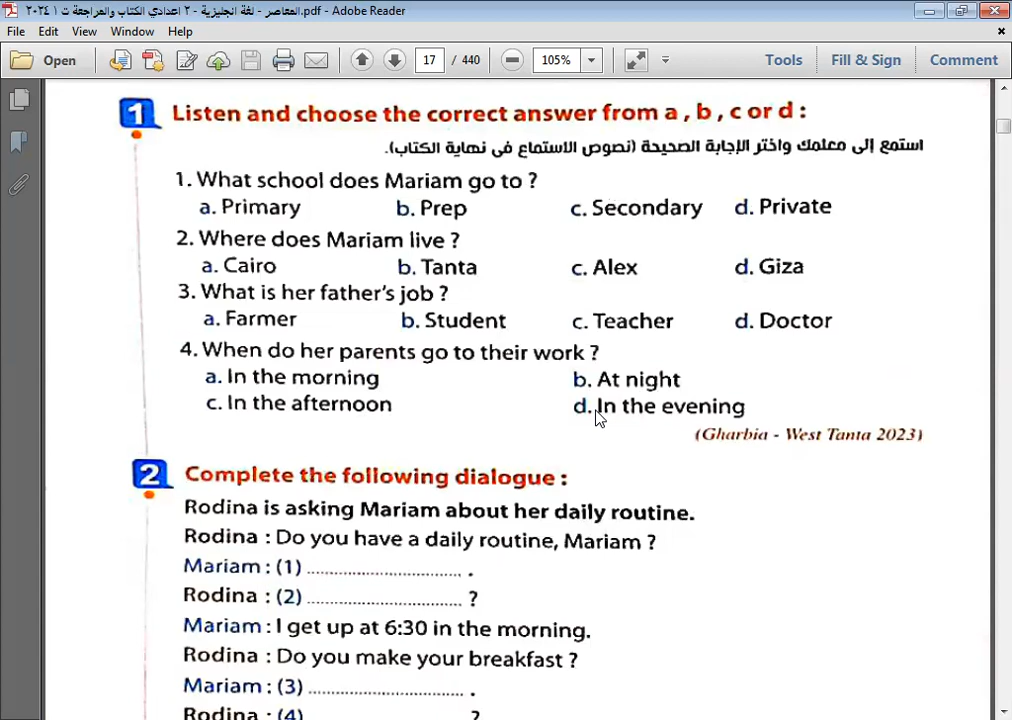 المعاصر - لغة انجليزية - ٢ اعدادي الكتاب والمراجعة ت ١ ٢٠٢٤.pdf - Adobe Reader
File Edit View Window Help
Open 17 / 440 105% Tools Fill & Sign Comment
1 Listen and choose the correct answer from a , b , c or d :
استمع إلى معلمك واختر الإجابة الصحيحة (نصوص الاستماع فى نهاية الكتاب).
1. What school does Mariam go to ?
a. Primary b. Prep c. Secondary d. Private
2. Where does Mariam live ?
a. Cairo b. Tanta c. Alex d. Giza
3. What is her father's job ?
a. Farmer b. Student c. Teacher d. Doctor
4. When do her parents go to their work ?
a. In the morning b. At night
c. In the afternoon d. In the evening
(Gharbia - West Tanta 2023)
2 Complete the following dialogue :
Rodina is asking Mariam about her daily routine.
Rodina : Do you have a daily routine, Mariam ?
Mariam : (1) ................................ .
Rodina : (2) ................................ ?
Mariam : I get up at 6:30 in the morning.
Rodina : Do you make your breakfast ?
Mariam : (3) ................................ .
Rodina : (4) ................................ ?